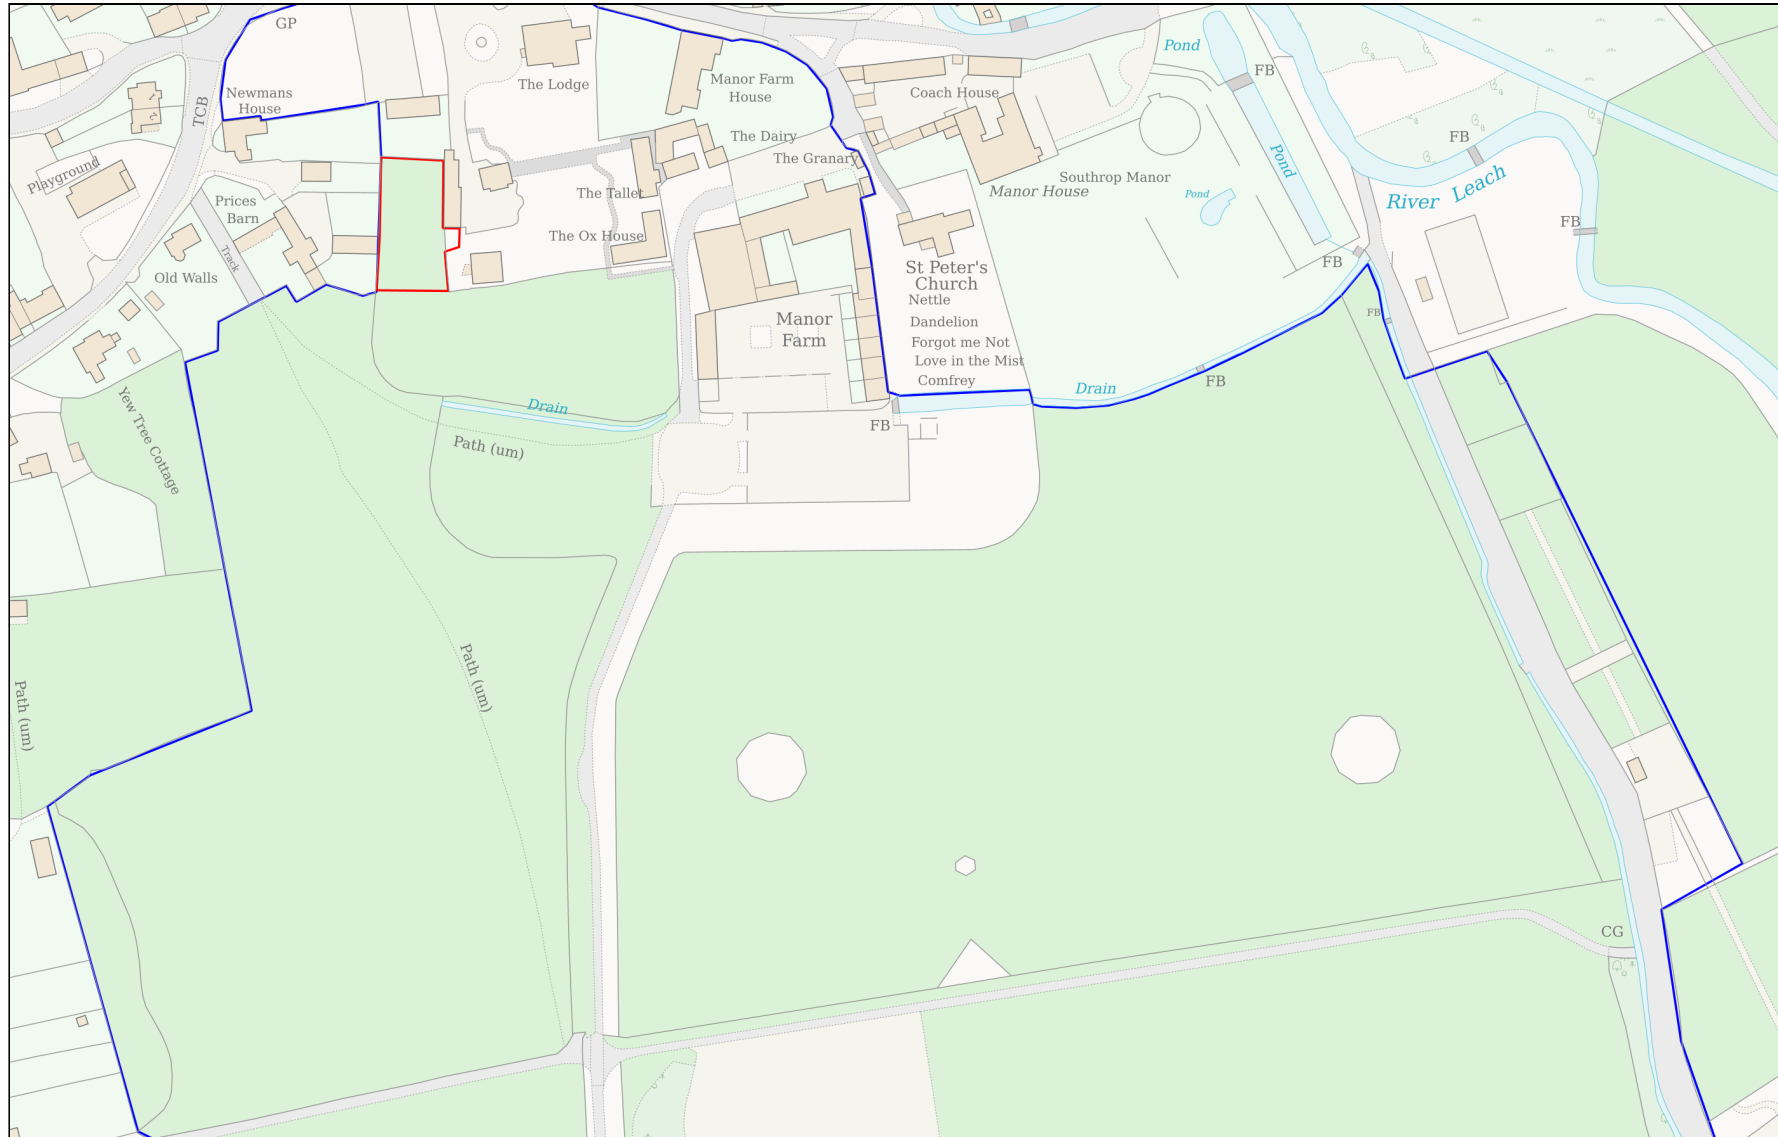 GP
The Lodge
Manor Farm
House
Pond
FB
Coach House
Newmans
House
TCB
1
2
The Dairy
FB
The Granary
Pond
Playground
Southrop Manor
Manor House
The Tallet
Pond
River Leach
Prices
Barn
FB
The Ox House
Track
FB
Old Walls
St Peter's
Church
Nettle
FB
Manor
Farm
Dandelion
Forgot me Not
Love in the Mist
Comfrey
FB
Drain
Yew Tree Cottage
Drain
Path (um)
FB
Path (um)
Path (um)
CG